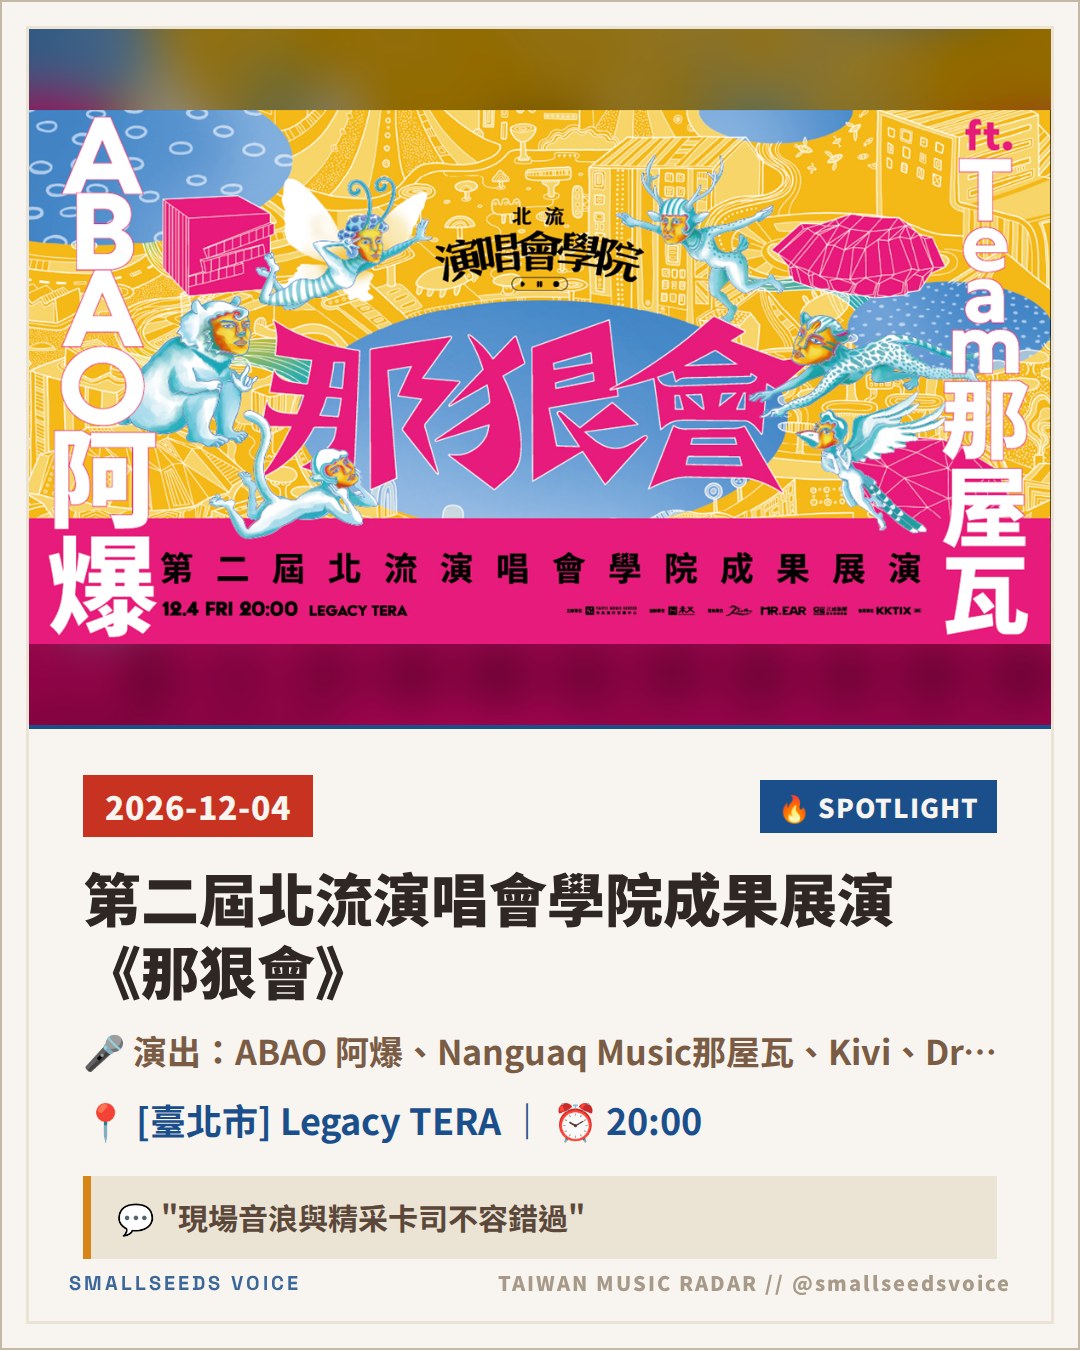 ABAO阿爆
ft.Team那屋瓦
北流
演唱會學院
那狠會
第二屆北流演唱會學院成果展演
12.4 FRI 20:00 LEGACY TERA
MR.EAR
KKTIX
2026-12-04
🔥 SPOTLIGHT
第二屆北流演唱會學院成果展演
《那狠會》
🎤 演出：ABAO 阿爆、Nanguaq Music那屋瓦、Kivi、Dr…
📍 [臺北市] Legacy TERA ｜ ⏰ 20:00
💬 "現場音浪與精采卡司不容錯過"
SMALLSEEDS VOICE
TAIWAN MUSIC RADAR // @smallseedsvoice